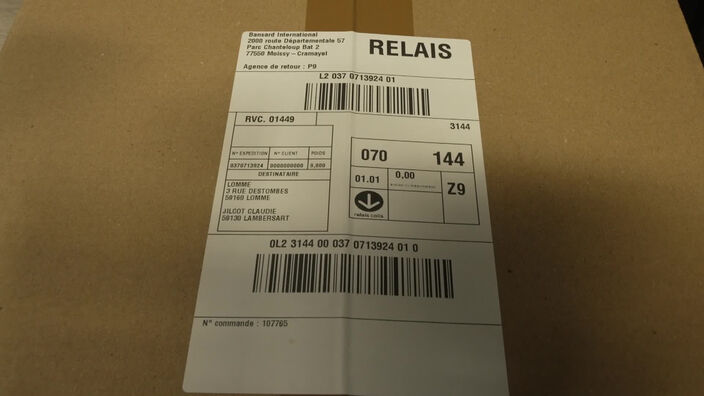 Bansard International
2000 route Départementale 57
Parc Chanteloup Bat 2
77550 Moissy - Cramayel
RELAIS
Agence de retour : P9
L2 037 0713924 01
RVC. 01449
3144
N° EXPEDITION N° CLIENT POIDS
0370713924 0000000000
DESTINATAIRE
LOMME
3 RUE DESTOMBES
59160 LOMME
JILCOT CLAUDIE
59130 LAMBERSART
070 144
01.01 0,00 Z9
relais colis
0L2 3144 00 037 0713924 01 0
N° commande : 107765